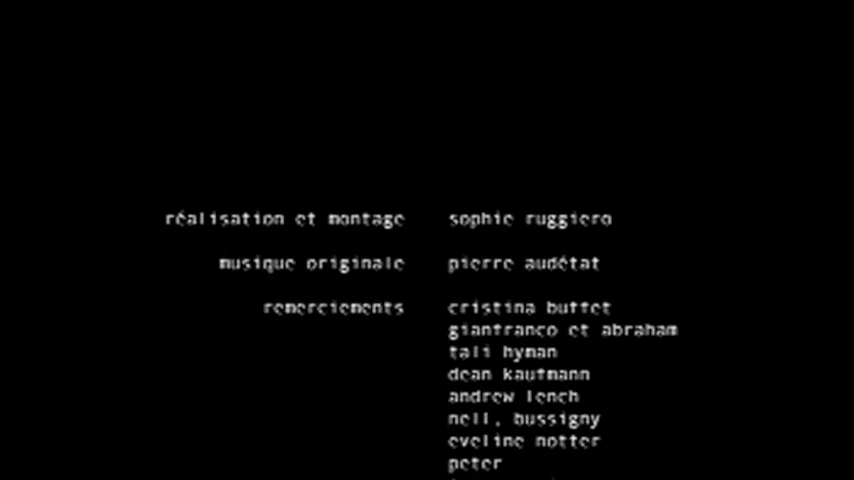 réalisation et montage sophie ruggiero
musique originale pierre audétat
remerciements cristina buffet
gianfranco et abraham
tali hyman
dean kaufmann
andrew lench
nell, bussigny
eveline notter
peter